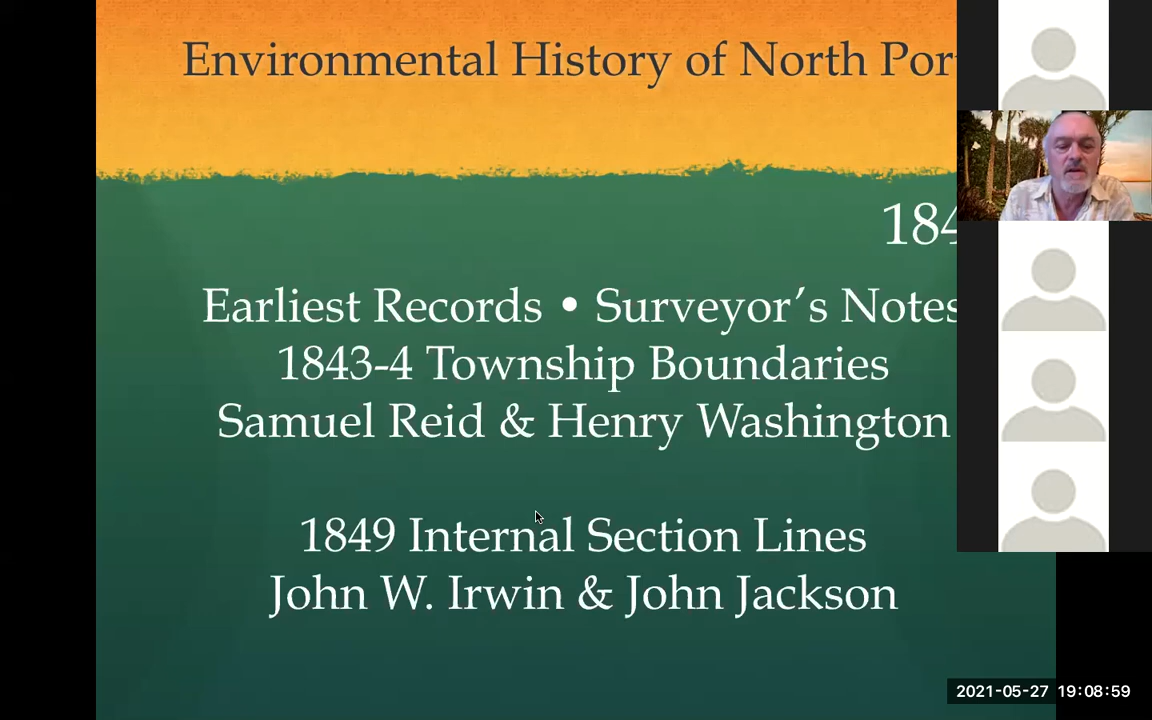 Environmental History of North Por
184
Earliest Records • Surveyor’s Notes
1843-4 Township Boundaries
Samuel Reid & Henry Washington
1849 Internal Section Lines
John W. Irwin & John Jackson
2021-05-27 19:08:59